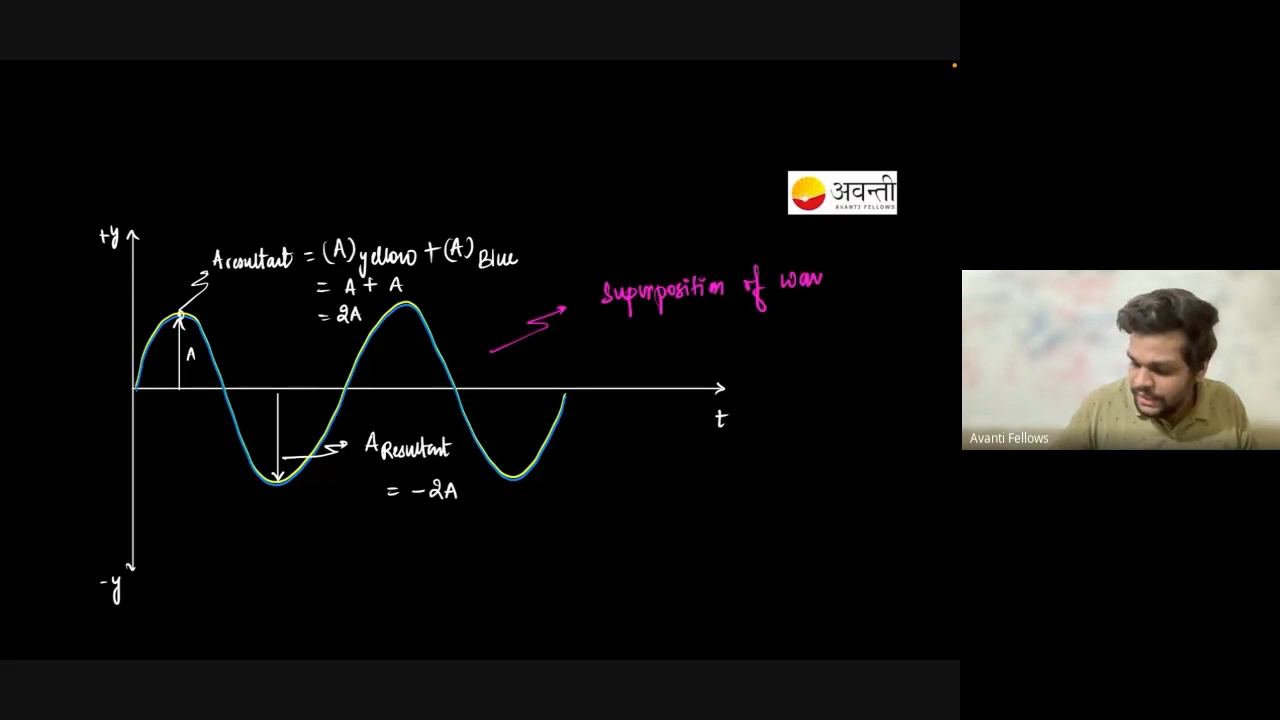 अवन्ती
AVANTI FELLOWS
+y
Aresultant = (A)yellow + (A)Blue
= A + A
= 2A
Superposition of wav
A
t
AResultant
= -2A
-y
Avanti Fellows